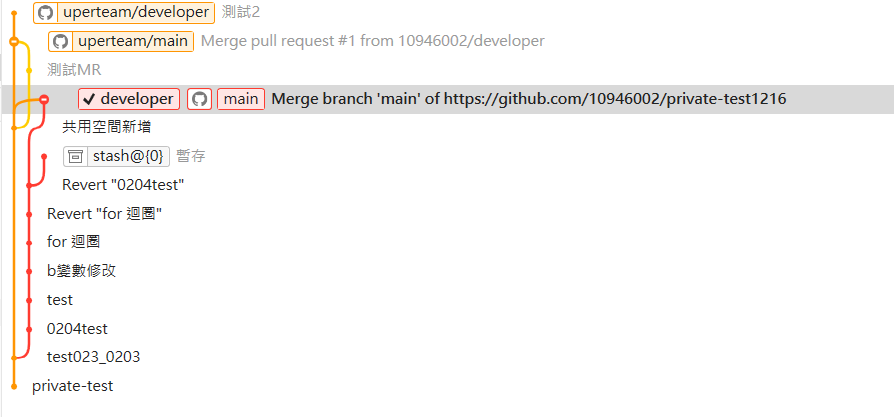 uperteam/developer 測試2
uperteam/main Merge pull request #1 from 10946002/developer
測試MR
developer main Merge branch 'main' of https://github.com/10946002/private-test1216
共用空間新增
stash@{0} 暫存
Revert "0204test"
Revert "for 迴圈"
for 迴圈
b變數修改
test
0204test
test023_0203
private-test